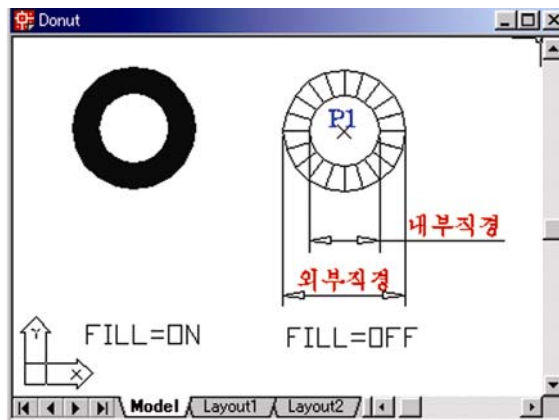 Donut
P1
내부직경
외부직경
FILL=ON
FILL=OFF
Y
X
Model Layout1 Layout2